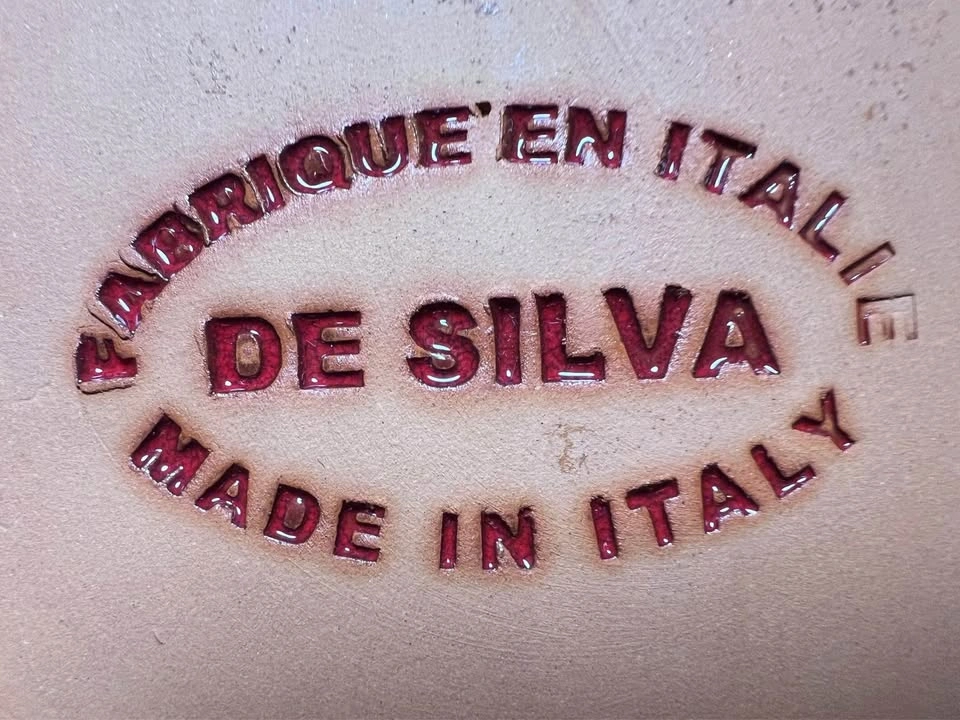 FABRIQUE EN ITALIE
DE SILVA
MADE IN ITALY